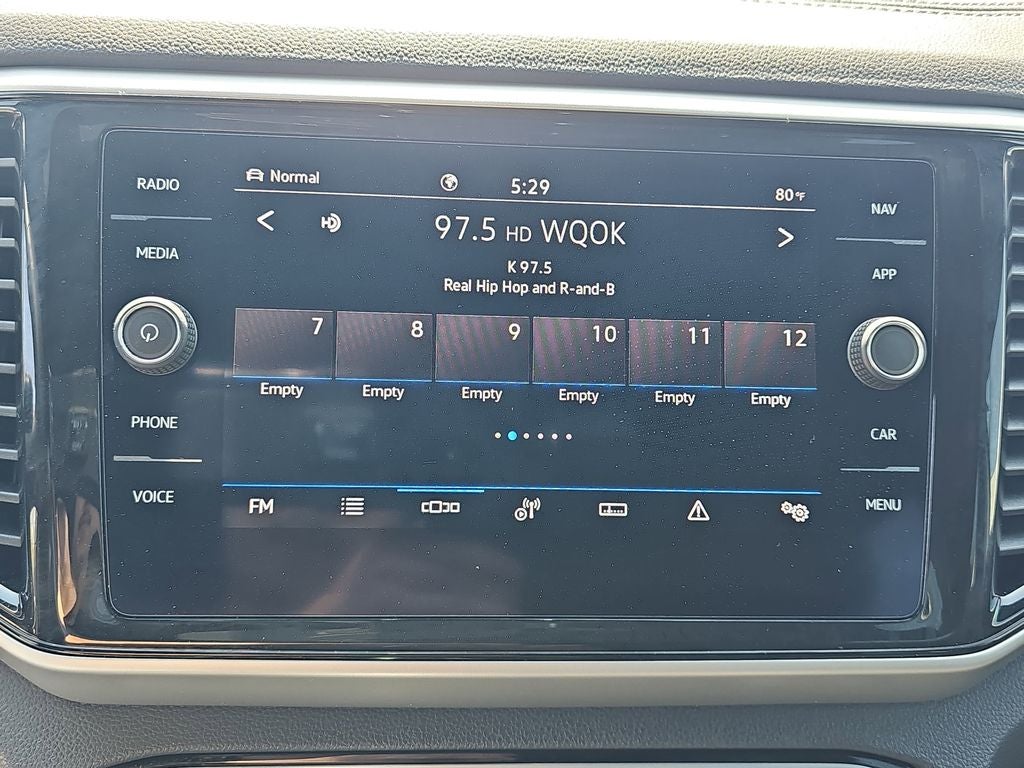 RADIO
MEDIA
PHONE
VOICE
Normal
5:29
80°F
HD
97.5 HD WQOK
K 97.5
Real Hip Hop and R-and-B
7 8 9 10 11 12
Empty Empty Empty Empty Empty Empty
FM
NAV
APP
CAR
MENU